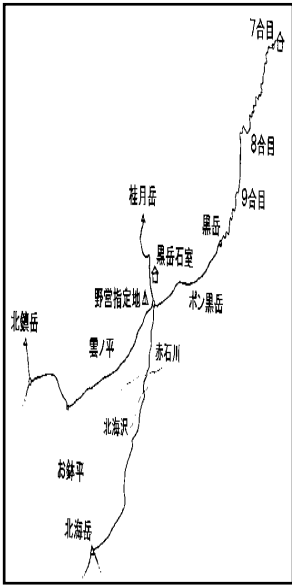 7合目
8合目
9合目
桂月岳
黒岳
黒岳石室
野営指定地
ポン黒岳
北鎮岳
雲ノ平
赤石川
北海沢
お鉢平
北海岳